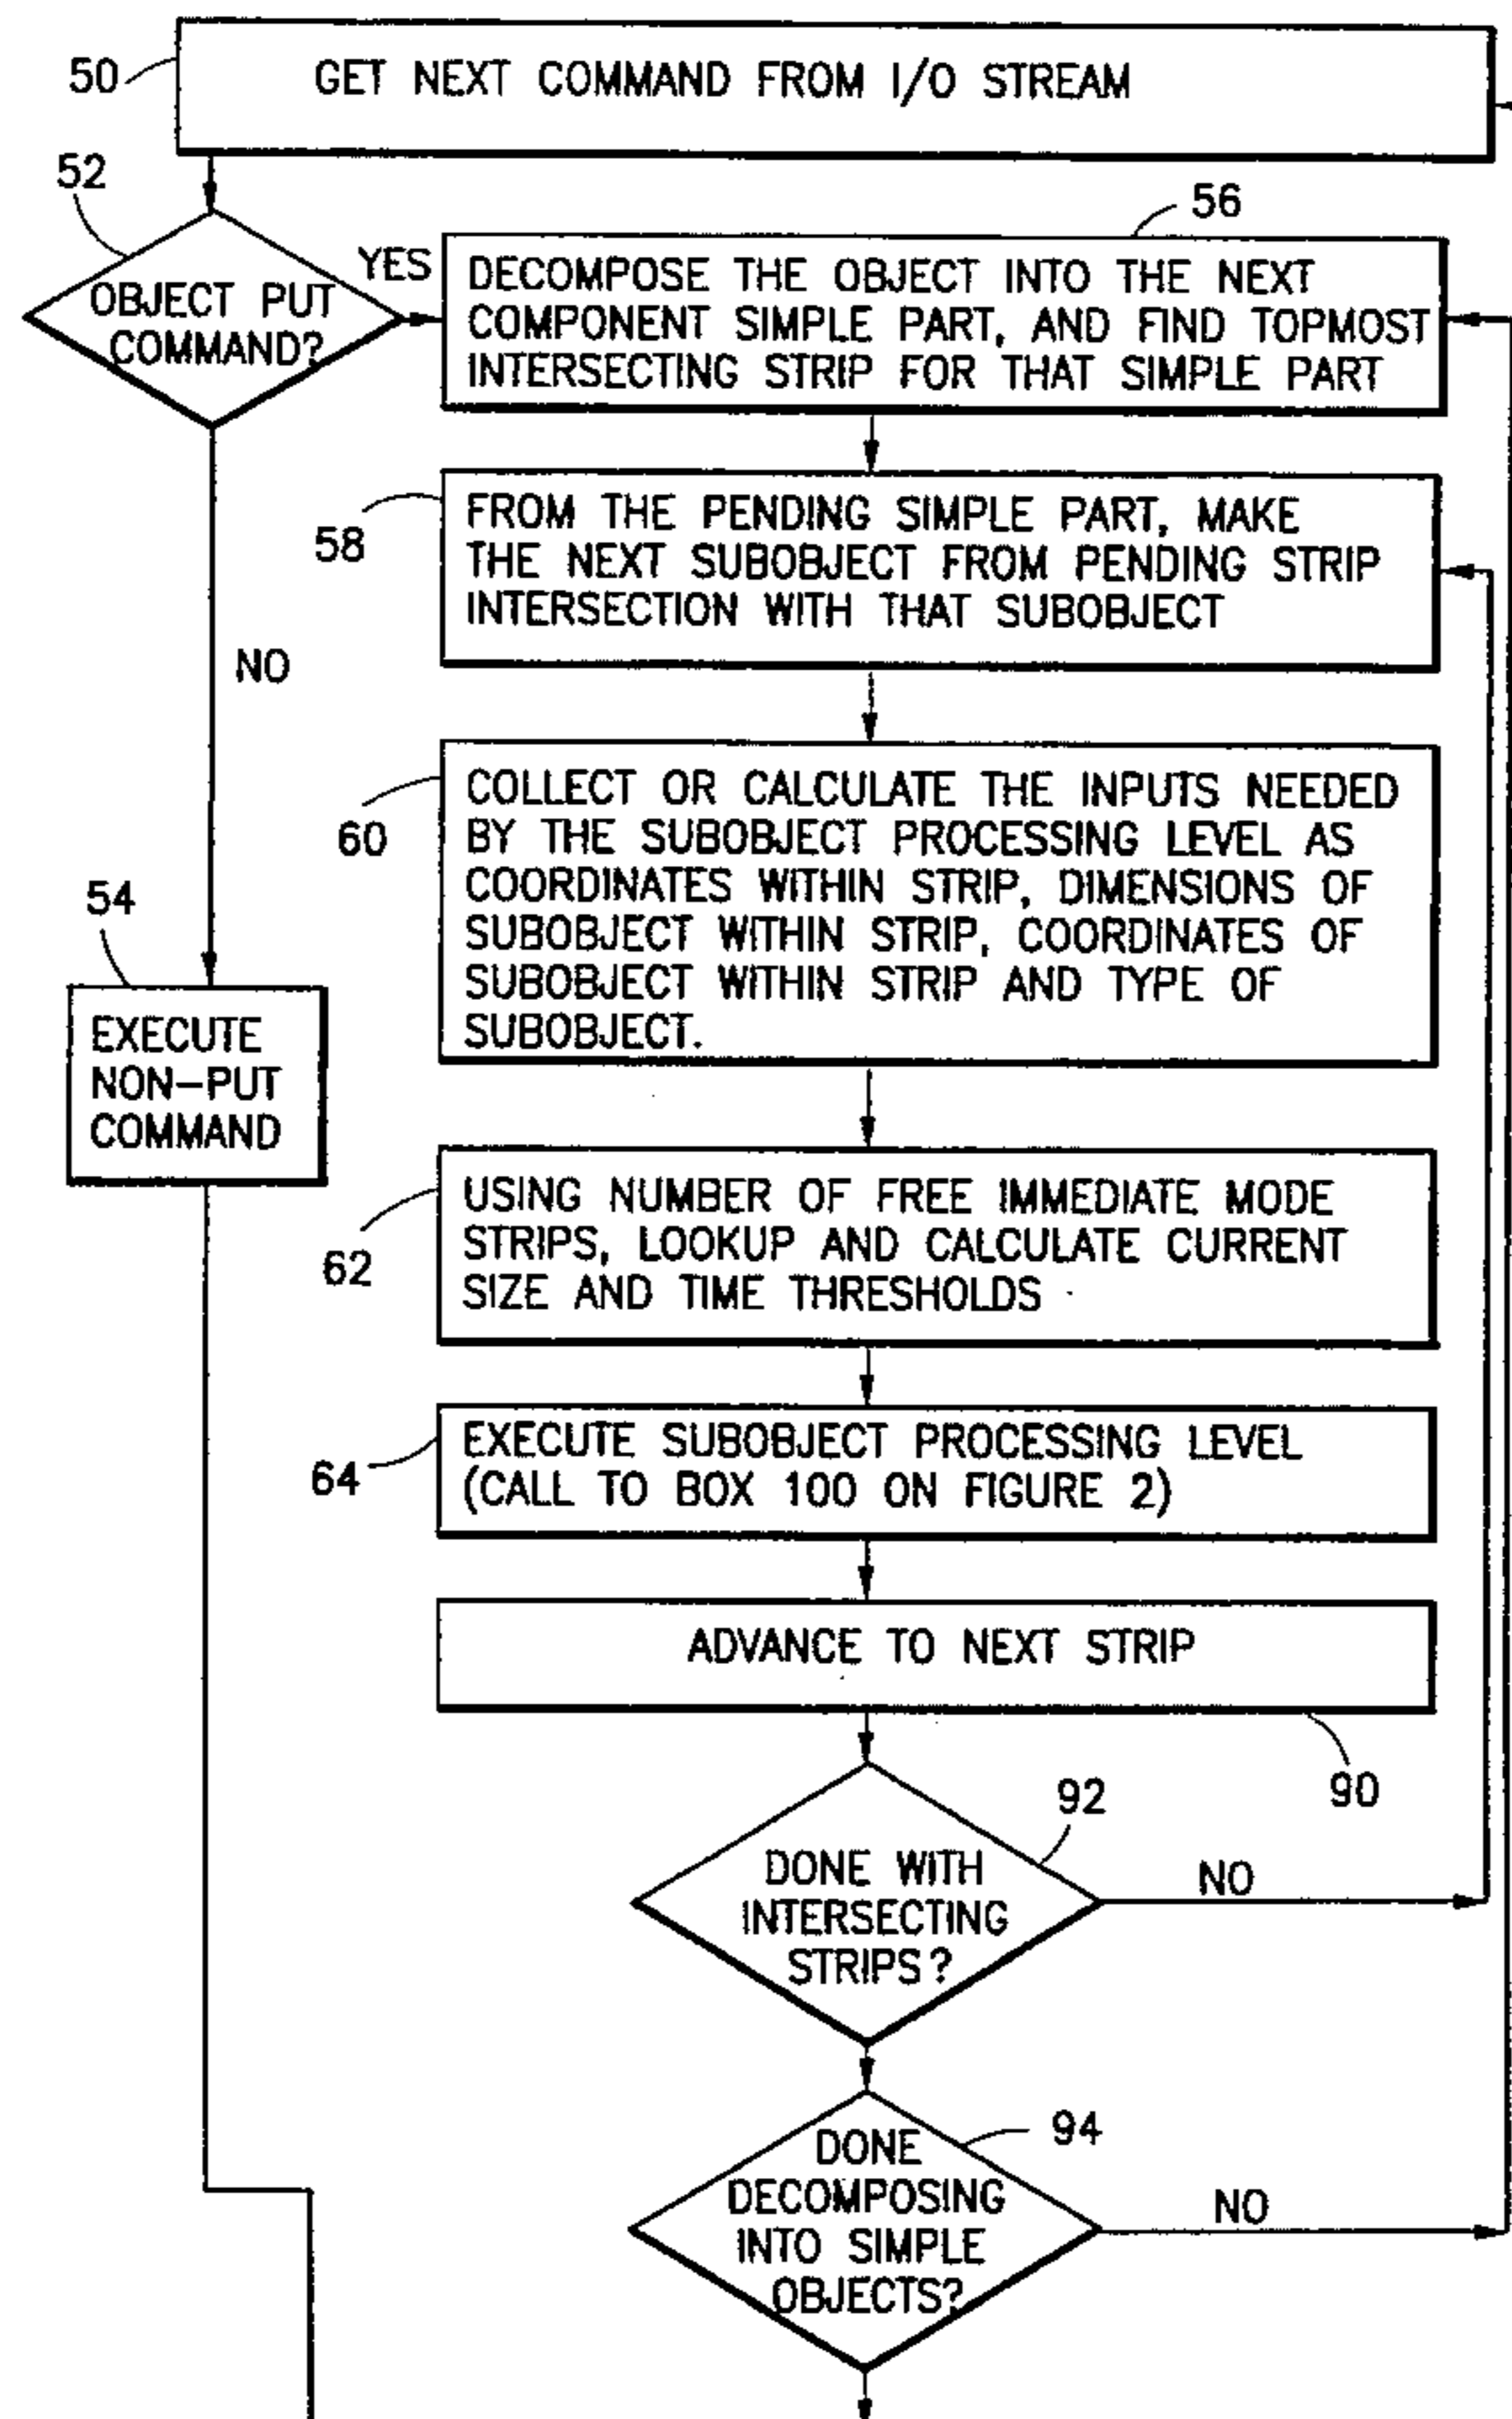 50
GET NEXT COMMAND FROM I/O STREAM
52
56
YES
OBJECT PUT
COMMAND?
DECOMPOSE THE OBJECT INTO THE NEXT
COMPONENT SIMPLE PART, AND FIND TOPMOST
INTERSECTING STRIP FOR THAT SIMPLE PART
58
FROM THE PENDING SIMPLE PART, MAKE
THE NEXT SUBOBJECT FROM PENDING STRIP
INTERSECTION WITH THAT SUBOBJECT
NO
60
COLLECT OR CALCULATE THE INPUTS NEEDED
BY THE SUBOBJECT PROCESSING LEVEL AS
COORDINATES WITHIN STRIP, DIMENSIONS OF
SUBOBJECT WITHIN STRIP, COORDINATES OF
SUBOBJECT WITHIN STRIP AND TYPE OF
SUBOBJECT.
54
EXECUTE
NON-PUT
COMMAND
62
USING NUMBER OF FREE IMMEDIATE MODE
STRIPS, LOOKUP AND CALCULATE CURRENT
SIZE AND TIME THRESHOLDS
64
EXECUTE SUBOBJECT PROCESSING LEVEL
(CALL TO BOX 100 ON FIGURE 2)
ADVANCE TO NEXT STRIP
90
92
DONE WITH
INTERSECTING
STRIPS?
NO
94
DONE
DECOMPOSING
INTO SIMPLE
OBJECTS?
NO